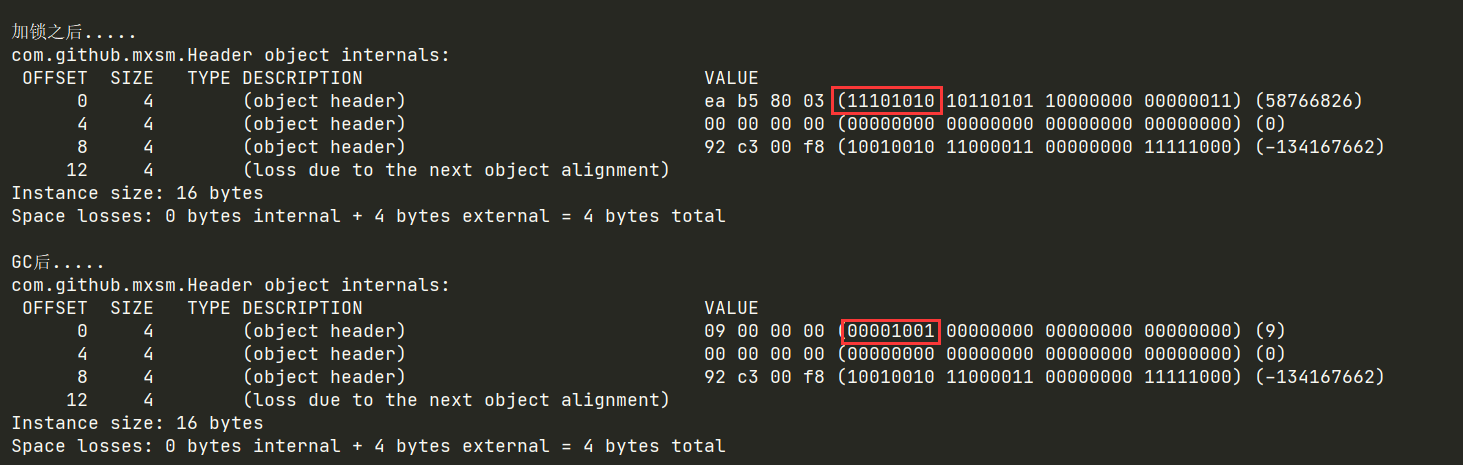 加锁之后.....
com.github.mxsm.Header object internals:
OFFSET  SIZE   TYPE DESCRIPTION                               VALUE
0     4        (object header)                           ea b5 80 03 (11101010 10110101 10000000 00000011) (58766826)
4     4        (object header)                           00 00 00 00 (00000000 00000000 00000000 00000000) (0)
8     4        (object header)                           92 c3 00 f8 (10010010 11000011 00000000 11111000) (-134167662)
12     4        (loss due to the next object alignment)
Instance size: 16 bytes
Space losses: 0 bytes internal + 4 bytes external = 4 bytes total
GC后.....
com.github.mxsm.Header object internals:
OFFSET  SIZE   TYPE DESCRIPTION                               VALUE
0     4        (object header)                           09 00 00 00 (00001001 00000000 00000000 00000000) (9)
4     4        (object header)                           00 00 00 00 (00000000 00000000 00000000 00000000) (0)
8     4        (object header)                           92 c3 00 f8 (10010010 11000011 00000000 11111000) (-134167662)
12     4        (loss due to the next object alignment)
Instance size: 16 bytes
Space losses: 0 bytes internal + 4 bytes external = 4 bytes total